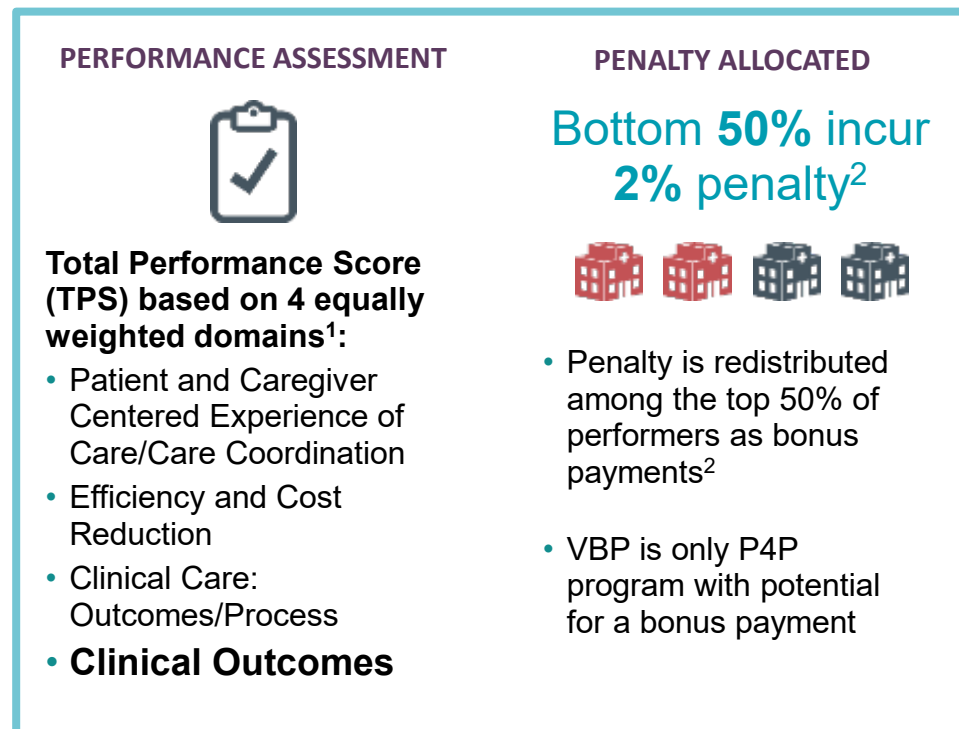 PERFORMANCE ASSESSMENT
Total Performance Score
(TPS) based on 4 equally
weighted domains¹:
• Patient and Caregiver
Centered Experience of
Care/Care Coordination
• Efficiency and Cost
Reduction
• Clinical Care:
Outcomes/Process
• Clinical Outcomes
PENALTY ALLOCATED
Bottom 50% incur
2% penalty²
• Penalty is redistributed
among the top 50% of
performers as bonus
payments²
• VBP is only P4P
program with potential
for a bonus payment